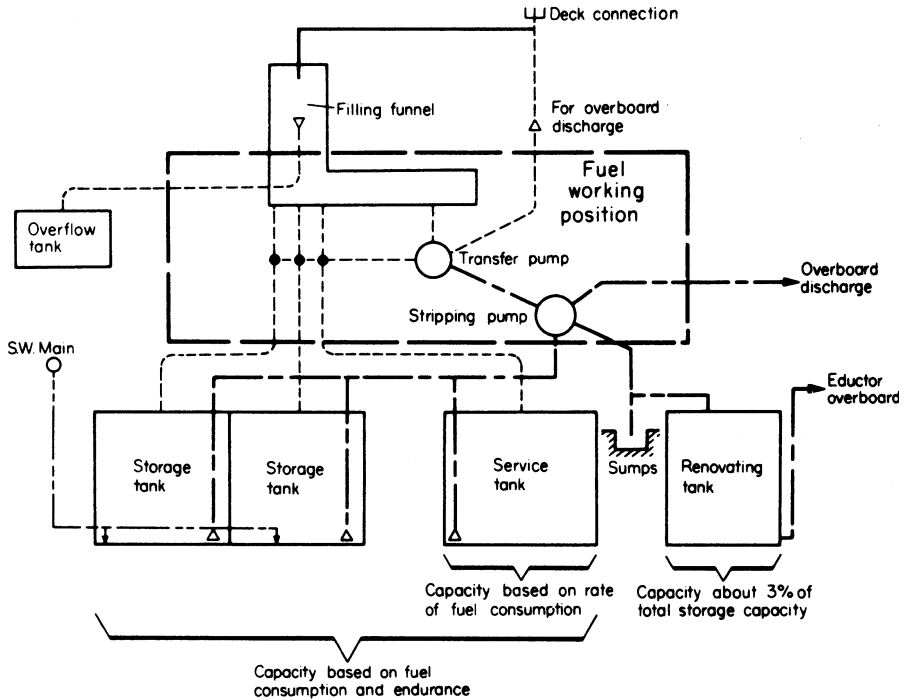 Deck connection
Filling funnel
For overboard
discharge
Fuel
working
position
Overflow
tank
Transfer pump
Overboard
discharge
Stripping pump
S.W. Main
Eductor
overboard
Storage
tank
Storage
tank
Service
tank
Sumps
Renovating
tank
Capacity based on rate
of fuel consumption
Capacity about 3% of
total storage capacity
Capacity based on fuel
consumption and endurance